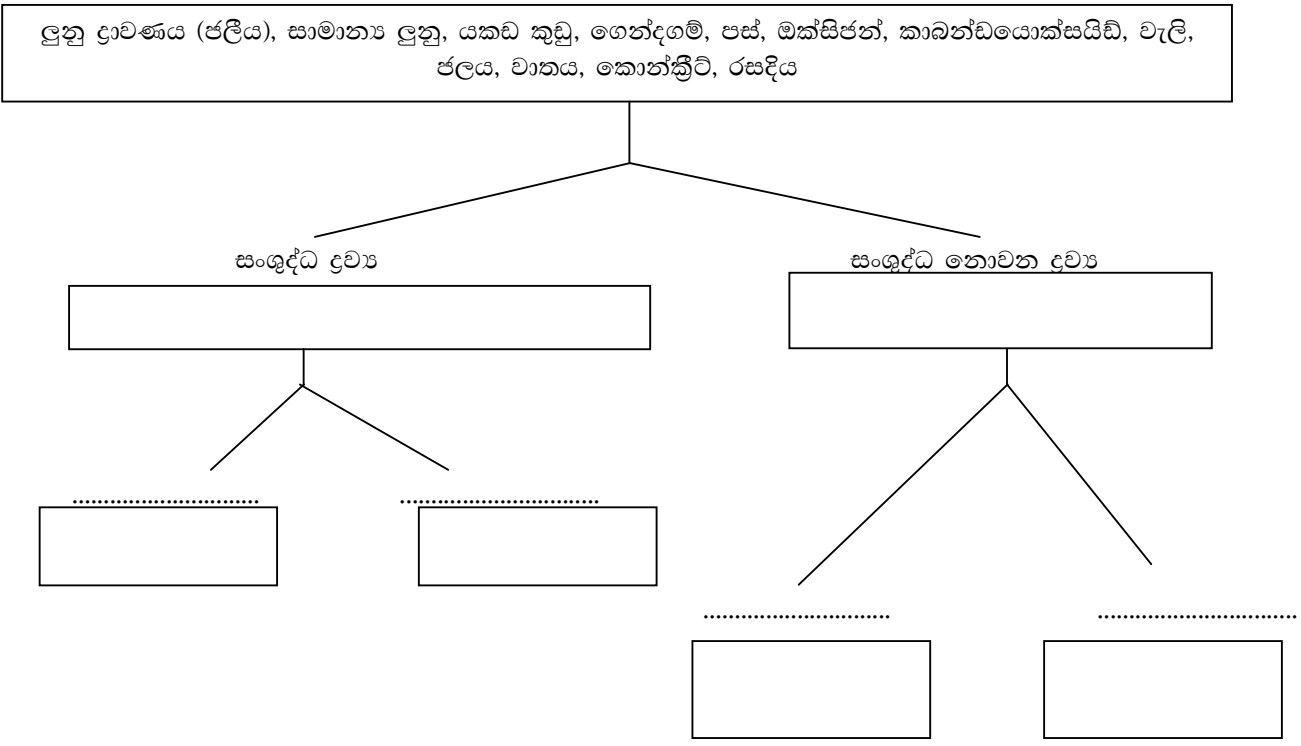 ලුනු ද්‍රාවණය (ජලීය), සාමාන්‍ය ලුනු, යකඩ කුඩු, ගෙන්දගම්, පස්, ඔක්සිජන්, කාබන්ඩයොක්සයිඩ්, වැලි,
ජලය, වාතය, කොන්ක්‍රීට්, රසදිය
සංශුද්ධ ද්‍රව්‍ය
සංශුද්ධ නොවන ද්‍රව්‍ය
..............................
................................
..............................
................................